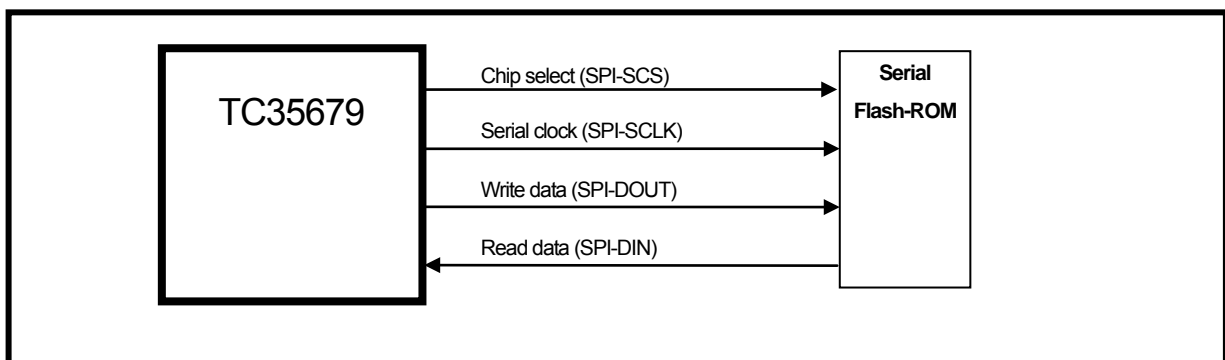 TC35679
Chip select (SPI-SCS)
Serial clock (SPI-SCLK)
Write data (SPI-DOUT)
Read data (SPI-DIN)
Serial
Flash-ROM